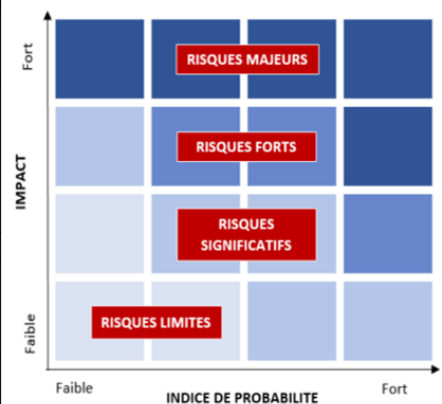 Fort
RISQUES MAJEURS
RISQUES FORTS
IMPACT
RISQUES
SIGNIFICATIFS
RISQUES LIMITES
Faible
Faible
Fort
INDICE DE PROBABILITE